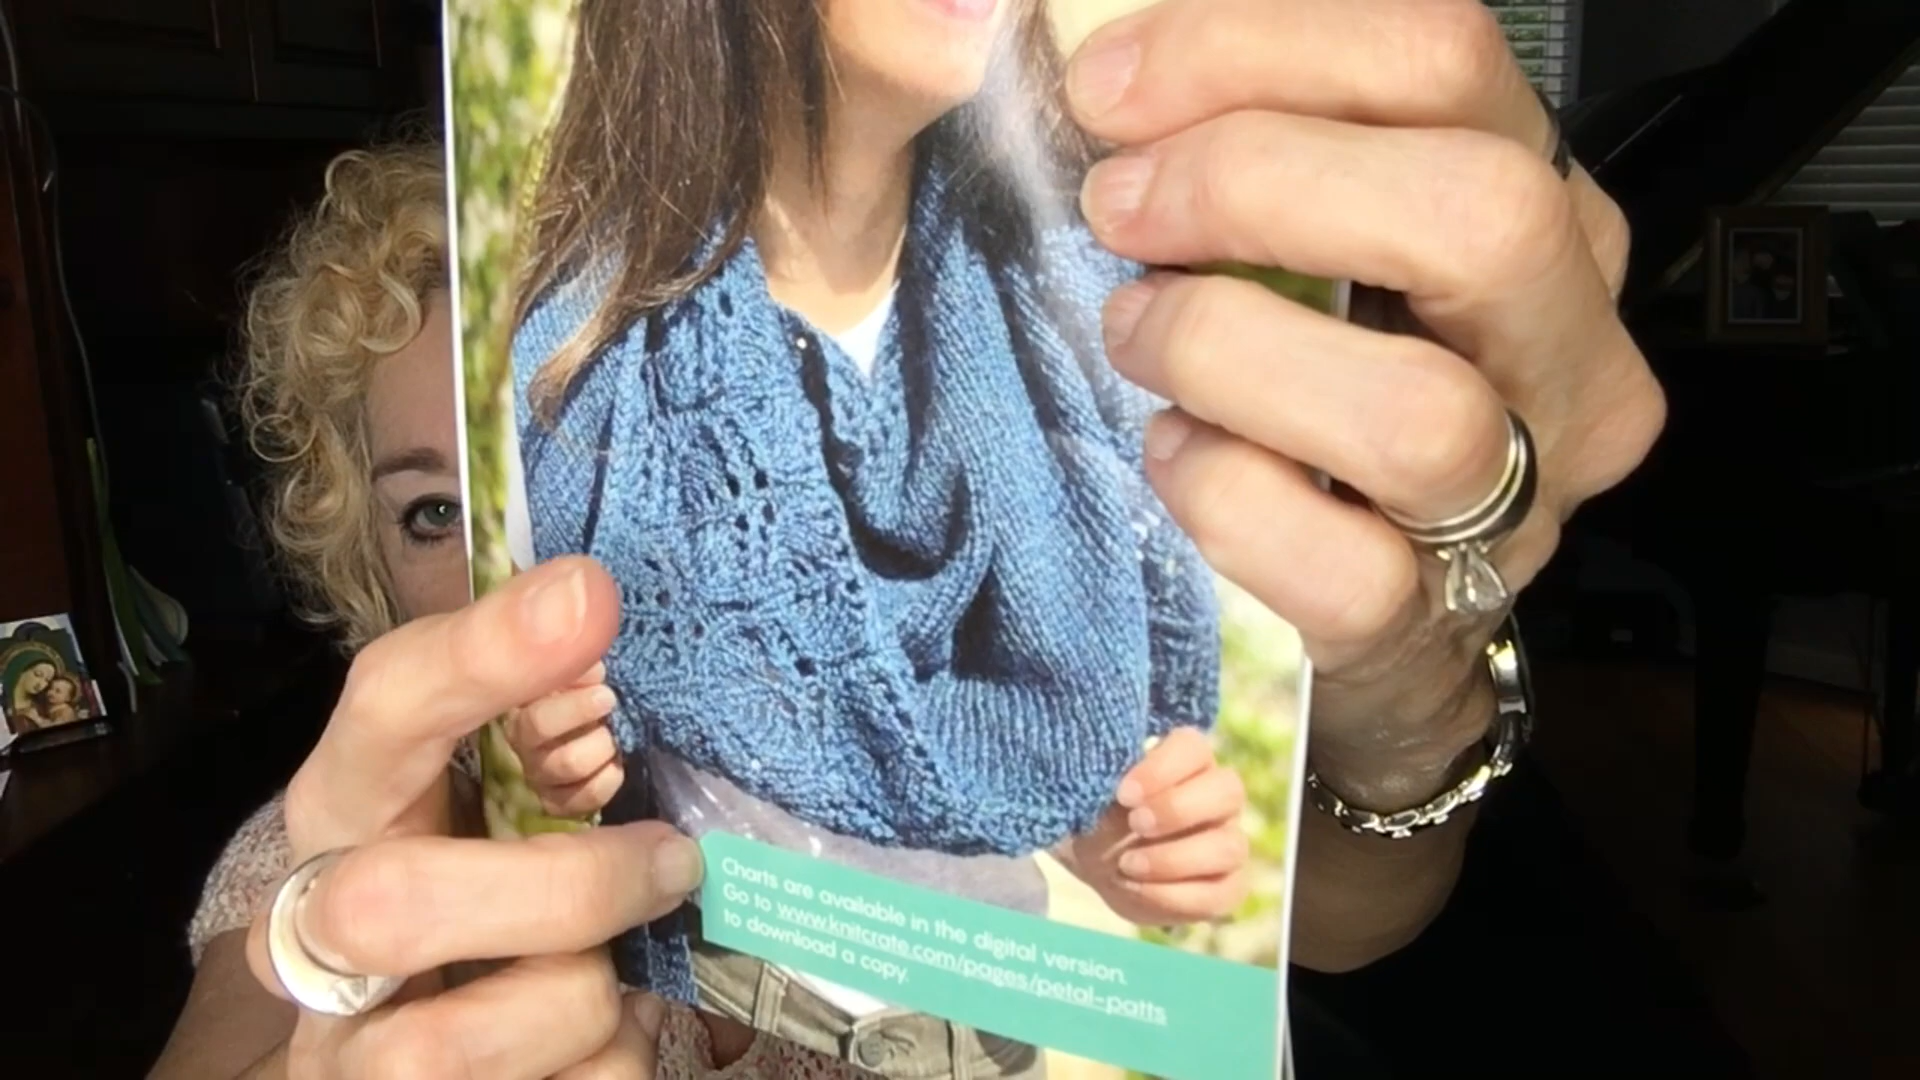 Charts are available in the digital version.
Go to www.knitcrate.com/pages/petal-patts
to download a copy.